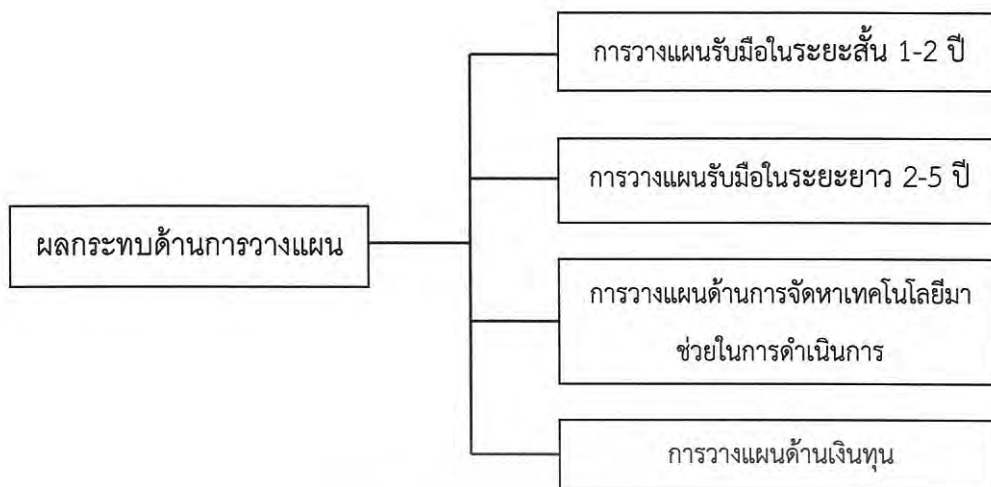 การวางแผนรับมือในระยะสั้น 1-2 ปี
การวางแผนรับมือในระยะยาว 2-5 ปี
ผลกระทบด้านการวางแผน
การวางแผนด้านการจัดหาเทคโนโลยีมา
ช่วยในการดำเนินการ
การวางแผนด้านเงินทุน